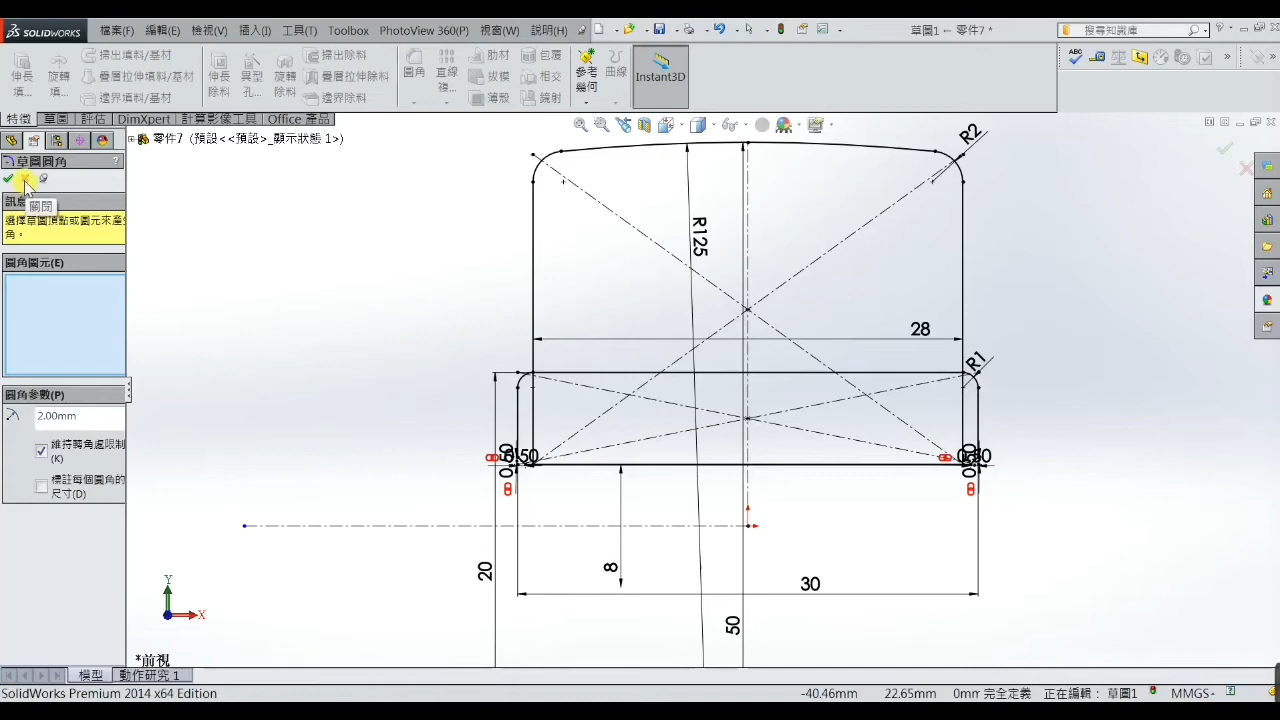 SOLIDWORKS 檔案(F) 編輯(E) 檢視(V) 插入(I) 工具(T) Toolbox PhotoView 360(P) 視窗(W) 說明(H) 草圖1 ← 零件7 * 搜尋知識庫
伸長填... 旋轉填... 掃出填料/基材 疊層拉伸填料/基材 邊界填料/基材 伸長除料 異型孔... 旋轉除料 掃出除料 疊層拉伸除料 邊界除料 圓角 直線複... 肋材 拔模 薄殼 包覆 相交 鏡射 參考幾何 曲線 Instant3D
特徵 草圖 評估 DimXpert 計算影像工具 Office 產品
零件7 (預設<<預設>_顯示狀態 1>)
草圖圓角 ?
關閉
訊息
選擇草圖頂點或圖元來產生
角。
圓角圖元(E)
圓角參數(P)
2.00mm
維持轉角處限制
(K)
標註每個圓角的
尺寸(D)
R2
R125
28
R1
0.50
0.50
0.50
0.50
20
8
30
50
Y
X
*前視
模型 動作研究 1
SolidWorks Premium 2014 x64 Edition -40.46mm 22.65mm 0mm 完全定義 正在編輯： 草圖1 MMGS